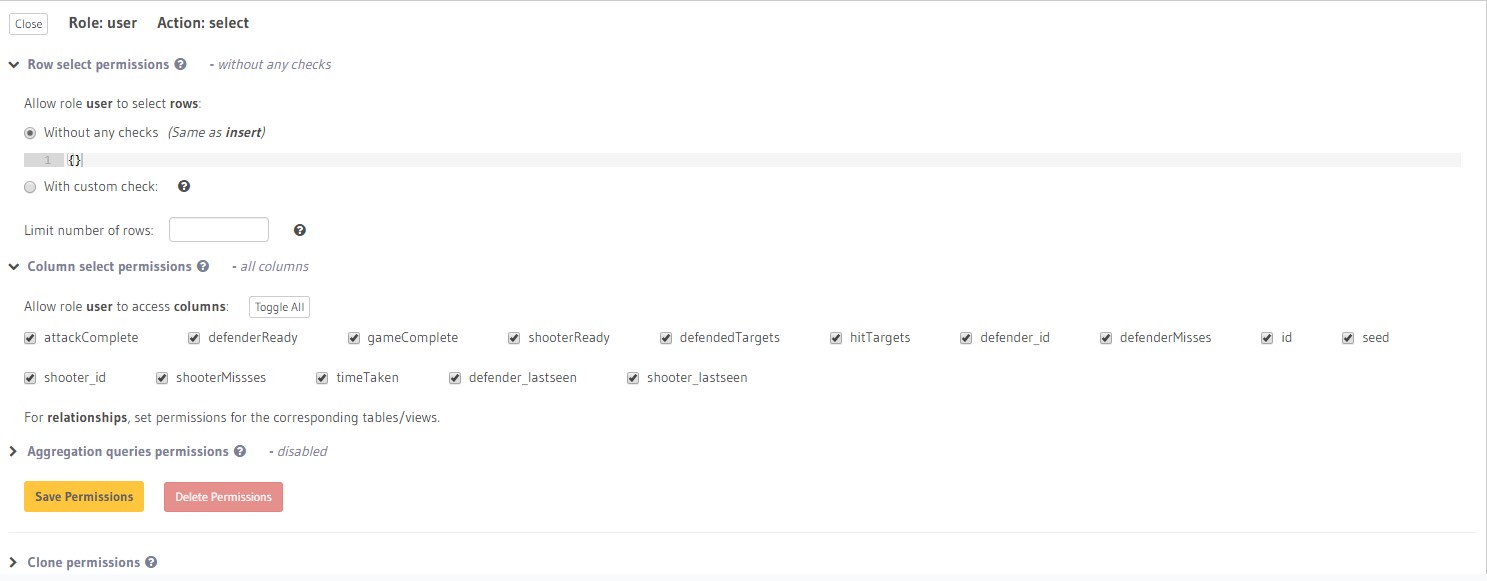 Close Role: user Action: select
Row select permissions ? - without any checks
Allow role user to select rows:
Without any checks (Same as insert)
1 {}
With custom check: ?
Limit number of rows: ?
Column select permissions ? - all columns
Allow role user to access columns: Toggle All
attackComplete defenderReady gameComplete shooterReady defendedTargets hitTargets defender_id defenderMisses id seed
shooter_id shooterMissses timeTaken defender_lastseen shooter_lastseen
For relationships, set permissions for the corresponding tables/views.
Aggregation queries permissions ? - disabled
Save Permissions Delete Permissions
Clone permissions ?